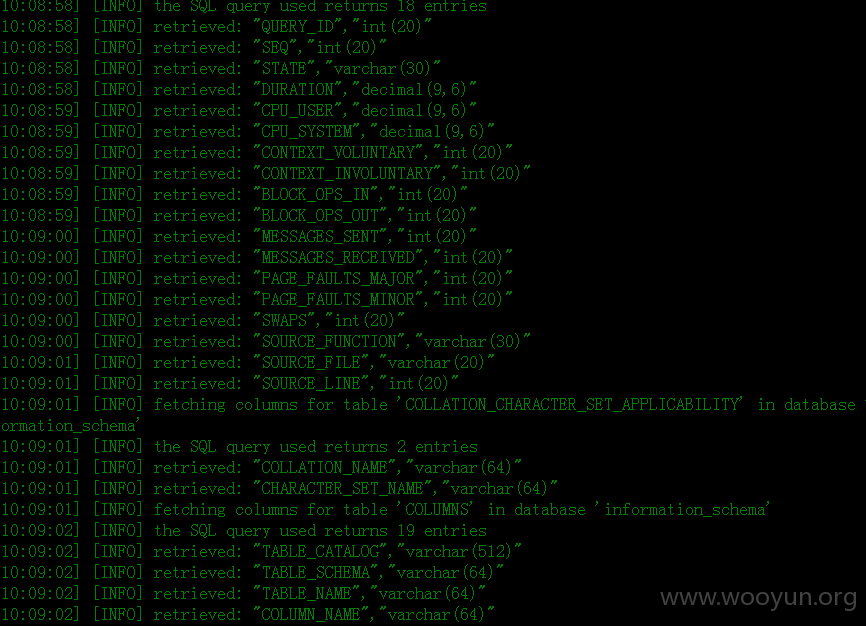 10:08:58] [INFO] the SQL query used returns 18 entries
10:08:58] [INFO] retrieved: "QUERY_ID","int(20)"
10:08:58] [INFO] retrieved: "SEQ","int(20)"
10:08:58] [INFO] retrieved: "STATE","varchar(30)"
10:08:58] [INFO] retrieved: "DURATION","decimal(9,6)"
10:08:59] [INFO] retrieved: "CPU_USER","decimal(9,6)"
10:08:59] [INFO] retrieved: "CPU_SYSTEM","decimal(9,6)"
10:08:59] [INFO] retrieved: "CONTEXT_VOLUNTARY","int(20)"
10:08:59] [INFO] retrieved: "CONTEXT_INVOLUNTARY","int(20)"
10:08:59] [INFO] retrieved: "BLOCK_OPS_IN","int(20)"
10:08:59] [INFO] retrieved: "BLOCK_OPS_OUT","int(20)"
10:09:00] [INFO] retrieved: "MESSAGES_SENT","int(20)"
10:09:00] [INFO] retrieved: "MESSAGES_RECEIVED","int(20)"
10:09:00] [INFO] retrieved: "PAGE_FAULTS_MAJOR","int(20)"
10:09:00] [INFO] retrieved: "PAGE_FAULTS_MINOR","int(20)"
10:09:00] [INFO] retrieved: "SWAPS","int(20)"
10:09:00] [INFO] retrieved: "SOURCE_FUNCTION","varchar(30)"
10:09:01] [INFO] retrieved: "SOURCE_FILE","varchar(20)"
10:09:01] [INFO] retrieved: "SOURCE_LINE","int(20)"
10:09:01] [INFO] fetching columns for table 'COLLATION_CHARACTER_SET_APPLICABILITY' in database '
ormation_schema'
10:09:01] [INFO] the SQL query used returns 2 entries
10:09:01] [INFO] retrieved: "COLLATION_NAME","varchar(64)"
10:09:01] [INFO] retrieved: "CHARACTER_SET_NAME","varchar(64)"
10:09:01] [INFO] fetching columns for table 'COLUMNS' in database 'information_schema'
10:09:02] [INFO] the SQL query used returns 19 entries
10:09:02] [INFO] retrieved: "TABLE_CATALOG","varchar(512)"
10:09:02] [INFO] retrieved: "TABLE_SCHEMA","varchar(64)"
10:09:02] [INFO] retrieved: "TABLE_NAME","varchar(64)"
10:09:02] [INFO] retrieved: "COLUMN_NAME","varchar(64)"
www.wooyun.org